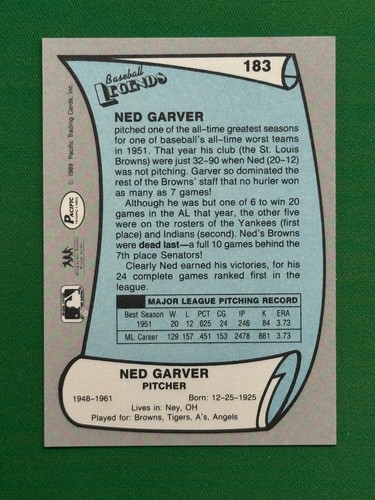 183
Baseball
LEGENDS
NED GARVER
pitched one of the all-time greatest seasons
for one of baseball's all-time worst teams
in 1951. That year his club (the St. Louis
Browns) were just 32-90 when Ned (20-12)
was not pitching. Garver so dominated the
rest of the Browns' staff that no hurler won
as many as 7 games!
Although he was but one of 6 to win 20
games in the AL that year, the other five
were on the rosters of the Yankees (first
place) and Indians (second). Ned's Browns
were dead last—a full 10 games behind the
7th place Senators!
Clearly Ned earned his victories, for his
24 complete games ranked first in the
league.
MAJOR LEAGUE PITCHING RECORD
Best Season W L PCT CG IP K ERA
1951 20 12 .625 24 246 84 3.73
ML Career 129 157 .451 153 2478 881 3.73
NED GARVER
PITCHER
1948-1961 Born: 12-25-1925
Lives in: Ney, OH
Played for: Browns, Tigers, A's, Angels
© 1989 Pacific Trading Cards, Inc.
PACIFIC